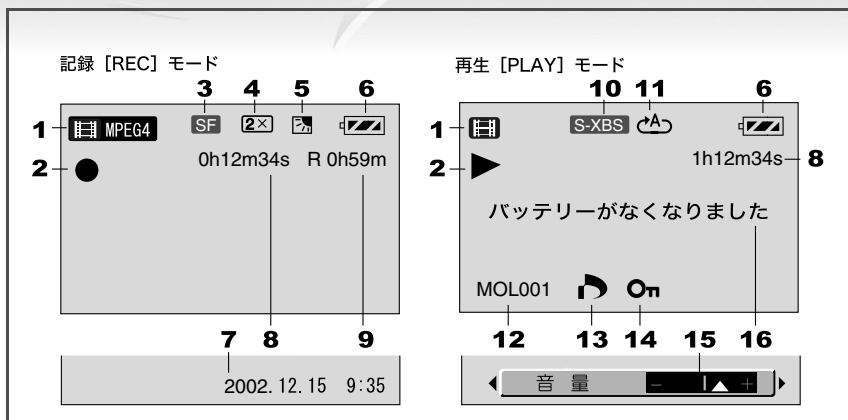 記録［REC］モード
3 4 5 6
1 MPEG4 SF 2×
0h12m34s R 0h59m
2
7 8 9
2002.12.15 9:35
再生［PLAY］モード
10 11 6
1 S-XBS A
1h12m34s 8
2
バッテリーがなくなりました
MOL001
12 13 14 15 16
音量 − +